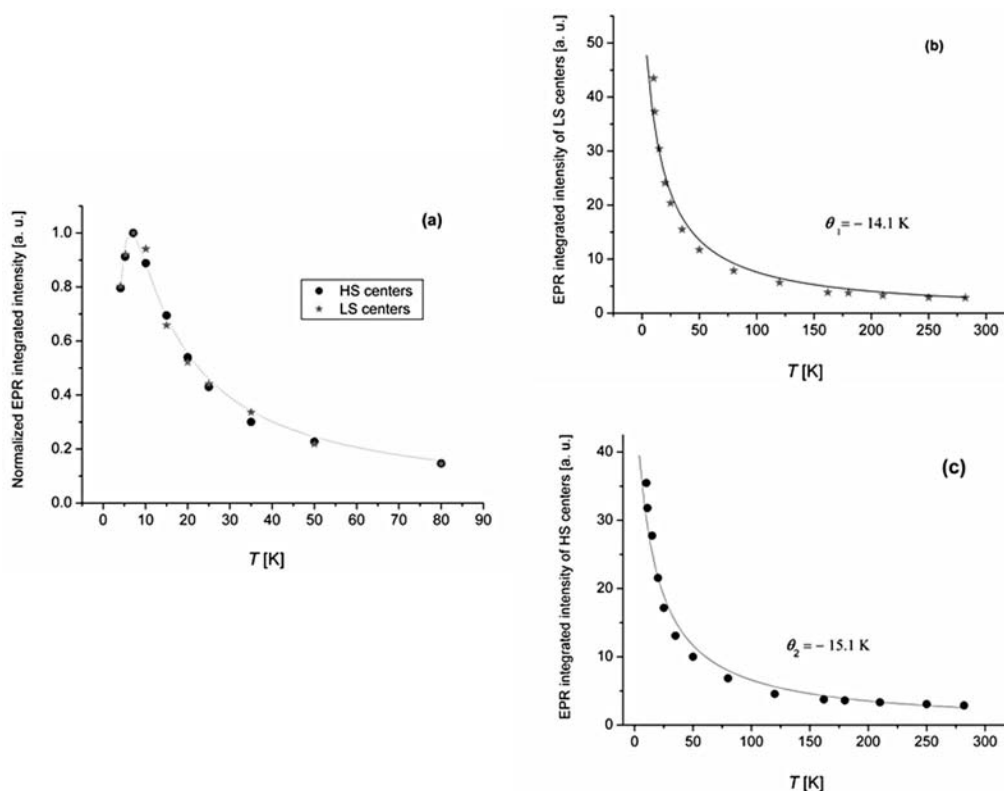 (a)
Normalized EPR integrated intensity [a. u.]
1.0
0.8
0.6
0.4
0.2
0.0
HS centers
LS centers
0 10 20 30 40 50 60 70 80 90
T [K]
(b)
EPR integrated intensity of LS centers [a. u.]
50
40
30
20
10
0
θ₁= − 14.1 K
0 50 100 150 200 250 300
T [K]
(c)
EPR integrated intensity of HS centers [a. u.]
40
30
20
10
0
θ₂= − 15.1 K
0 50 100 150 200 250 300
T [K]